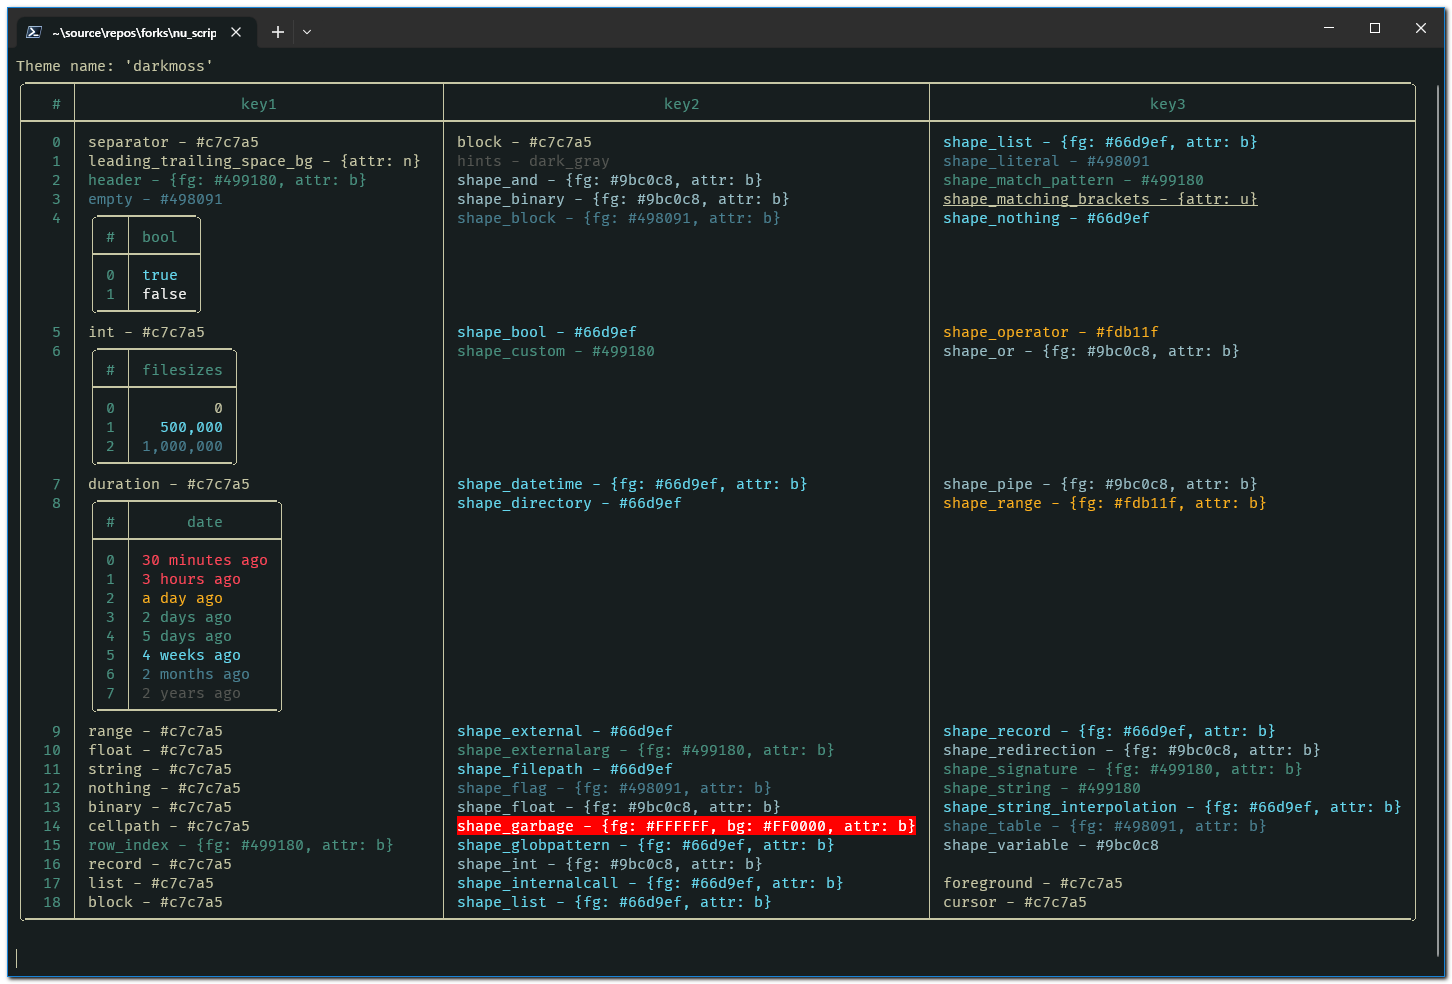 ~\source\repos\forks\nu_scrip
Theme name: 'darkmoss'
# key1 key2 key3
0 separator - #c7c7a5 block - #c7c7a5 shape_list - {fg: #66d9ef, attr: b}
1 leading_trailing_space_bg - {attr: n} hints - dark_gray shape_literal - #498091
2 header - {fg: #499180, attr: b} shape_and - {fg: #9bc0c8, attr: b} shape_match_pattern - #499180
3 empty - #498091 shape_binary - {fg: #9bc0c8, attr: b} shape_matching_brackets - {attr: u}
4 shape_block - {fg: #498091, attr: b} shape_nothing - #66d9ef
# bool
0 true
1 false
5 int - #c7c7a5 shape_bool - #66d9ef shape_operator - #fdb11f
6 shape_custom - #499180 shape_or - {fg: #9bc0c8, attr: b}
# filesizes
0 0
1 500,000
2 1,000,000
7 duration - #c7c7a5 shape_datetime - {fg: #66d9ef, attr: b} shape_pipe - {fg: #9bc0c8, attr: b}
8 shape_directory - #66d9ef shape_range - {fg: #fdb11f, attr: b}
# date
0 30 minutes ago
1 3 hours ago
2 a day ago
3 2 days ago
4 5 days ago
5 4 weeks ago
6 2 months ago
7 2 years ago
9 range - #c7c7a5 shape_external - #66d9ef shape_record - {fg: #66d9ef, attr: b}
10 float - #c7c7a5 shape_externalarg - {fg: #499180, attr: b} shape_redirection - {fg: #9bc0c8, attr: b}
11 string - #c7c7a5 shape_filepath - #66d9ef shape_signature - {fg: #499180, attr: b}
12 nothing - #c7c7a5 shape_flag - {fg: #498091, attr: b} shape_string - #499180
13 binary - #c7c7a5 shape_float - {fg: #9bc0c8, attr: b} shape_string_interpolation - {fg: #66d9ef, attr: b}
14 cellpath - #c7c7a5 shape_garbage - {fg: #FFFFFF, bg: #FF0000, attr: b} shape_table - {fg: #498091, attr: b}
15 row_index - {fg: #499180, attr: b} shape_globpattern - {fg: #66d9ef, attr: b} shape_variable - #9bc0c8
16 record - #c7c7a5 shape_int - {fg: #9bc0c8, attr: b}
17 list - #c7c7a5 shape_internalcall - {fg: #66d9ef, attr: b} foreground - #c7c7a5
18 block - #c7c7a5 shape_list - {fg: #66d9ef, attr: b} cursor - #c7c7a5